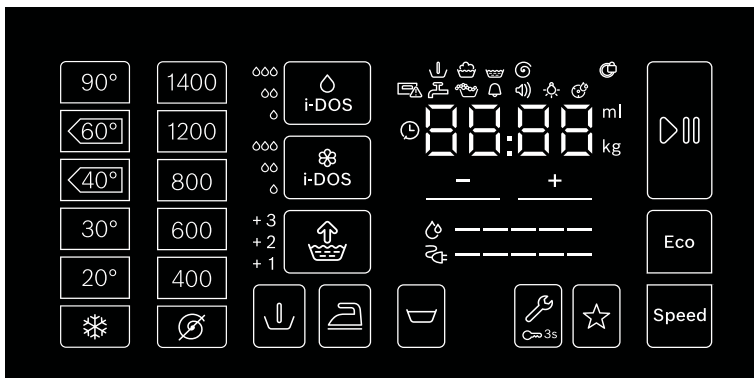 90°
60°
40°
30°
20°
1400
1200
800
600
400
i-DOS
i-DOS
+ 3
+ 2
+ 1
88:88
ml
kg
− +
3s
Eco
Speed